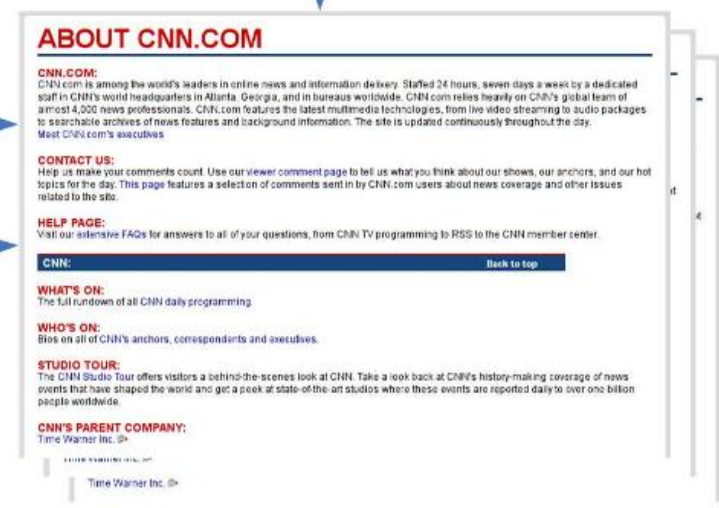 ABOUT CNN.COM
CNN.COM:
CNN.com is among the world's leaders in online news and information delivery. Staffed 24 hours, seven days a week by a dedicated
staff in CNN's world headquarters in Atlanta, Georgia, and in bureaus worldwide, CNN.com relies heavily on CNN's global team of
almost 4,000 news professionals. CNN.com features the latest multimedia technologies, from live video streaming to audio packages
to searchable archives of news features and background information. The site is updated continuously throughout the day.
Meet CNN.com's executives
CONTACT US:
Help us make your comments count. Use our viewer comment page to tell us what you think about our shows, our anchors, and our hot
topics for the day. This page features a selection of comments sent in by CNN.com users about news coverage and other issues
related to the site.
HELP PAGE:
Visit our extensive FAQs for answers to all of your questions, from CNN TV programming to RSS to the CNN member center.
CNN: Back to top
WHAT'S ON:
The full rundown of all CNN daily programming
WHO'S ON:
Bios on all of CNN's anchors, correspondents and executives.
STUDIO TOUR:
The CNN Studio Tour offers visitors a behind-the-scenes look at CNN. Take a look back at CNN's history-making coverage of news
events that have shaped the world and get a peek at state-of-the-art studios where these events are reported daily to over one billion
people worldwide.
CNN'S PARENT COMPANY:
Time Warner Inc.
Time Warner Inc.